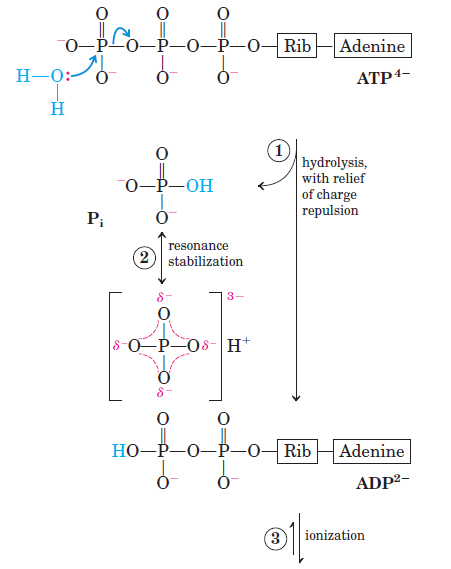 O O O
⁻O—P—O—P—O—P—O—Rib—Adenine
H—O: O⁻ O⁻ O⁻ ATP⁴⁻
H
1 hydrolysis,
with relief
of charge
repulsion
O
⁻O—P—OH
O⁻
Pᵢ
2 resonance
stabilization
δ⁻ 3−
O
δ⁻O—P—Oδ⁻ H⁺
O
δ⁻
O O
HO—P—O—P—O—Rib—Adenine
O⁻ O⁻ ADP²⁻
3 ionization